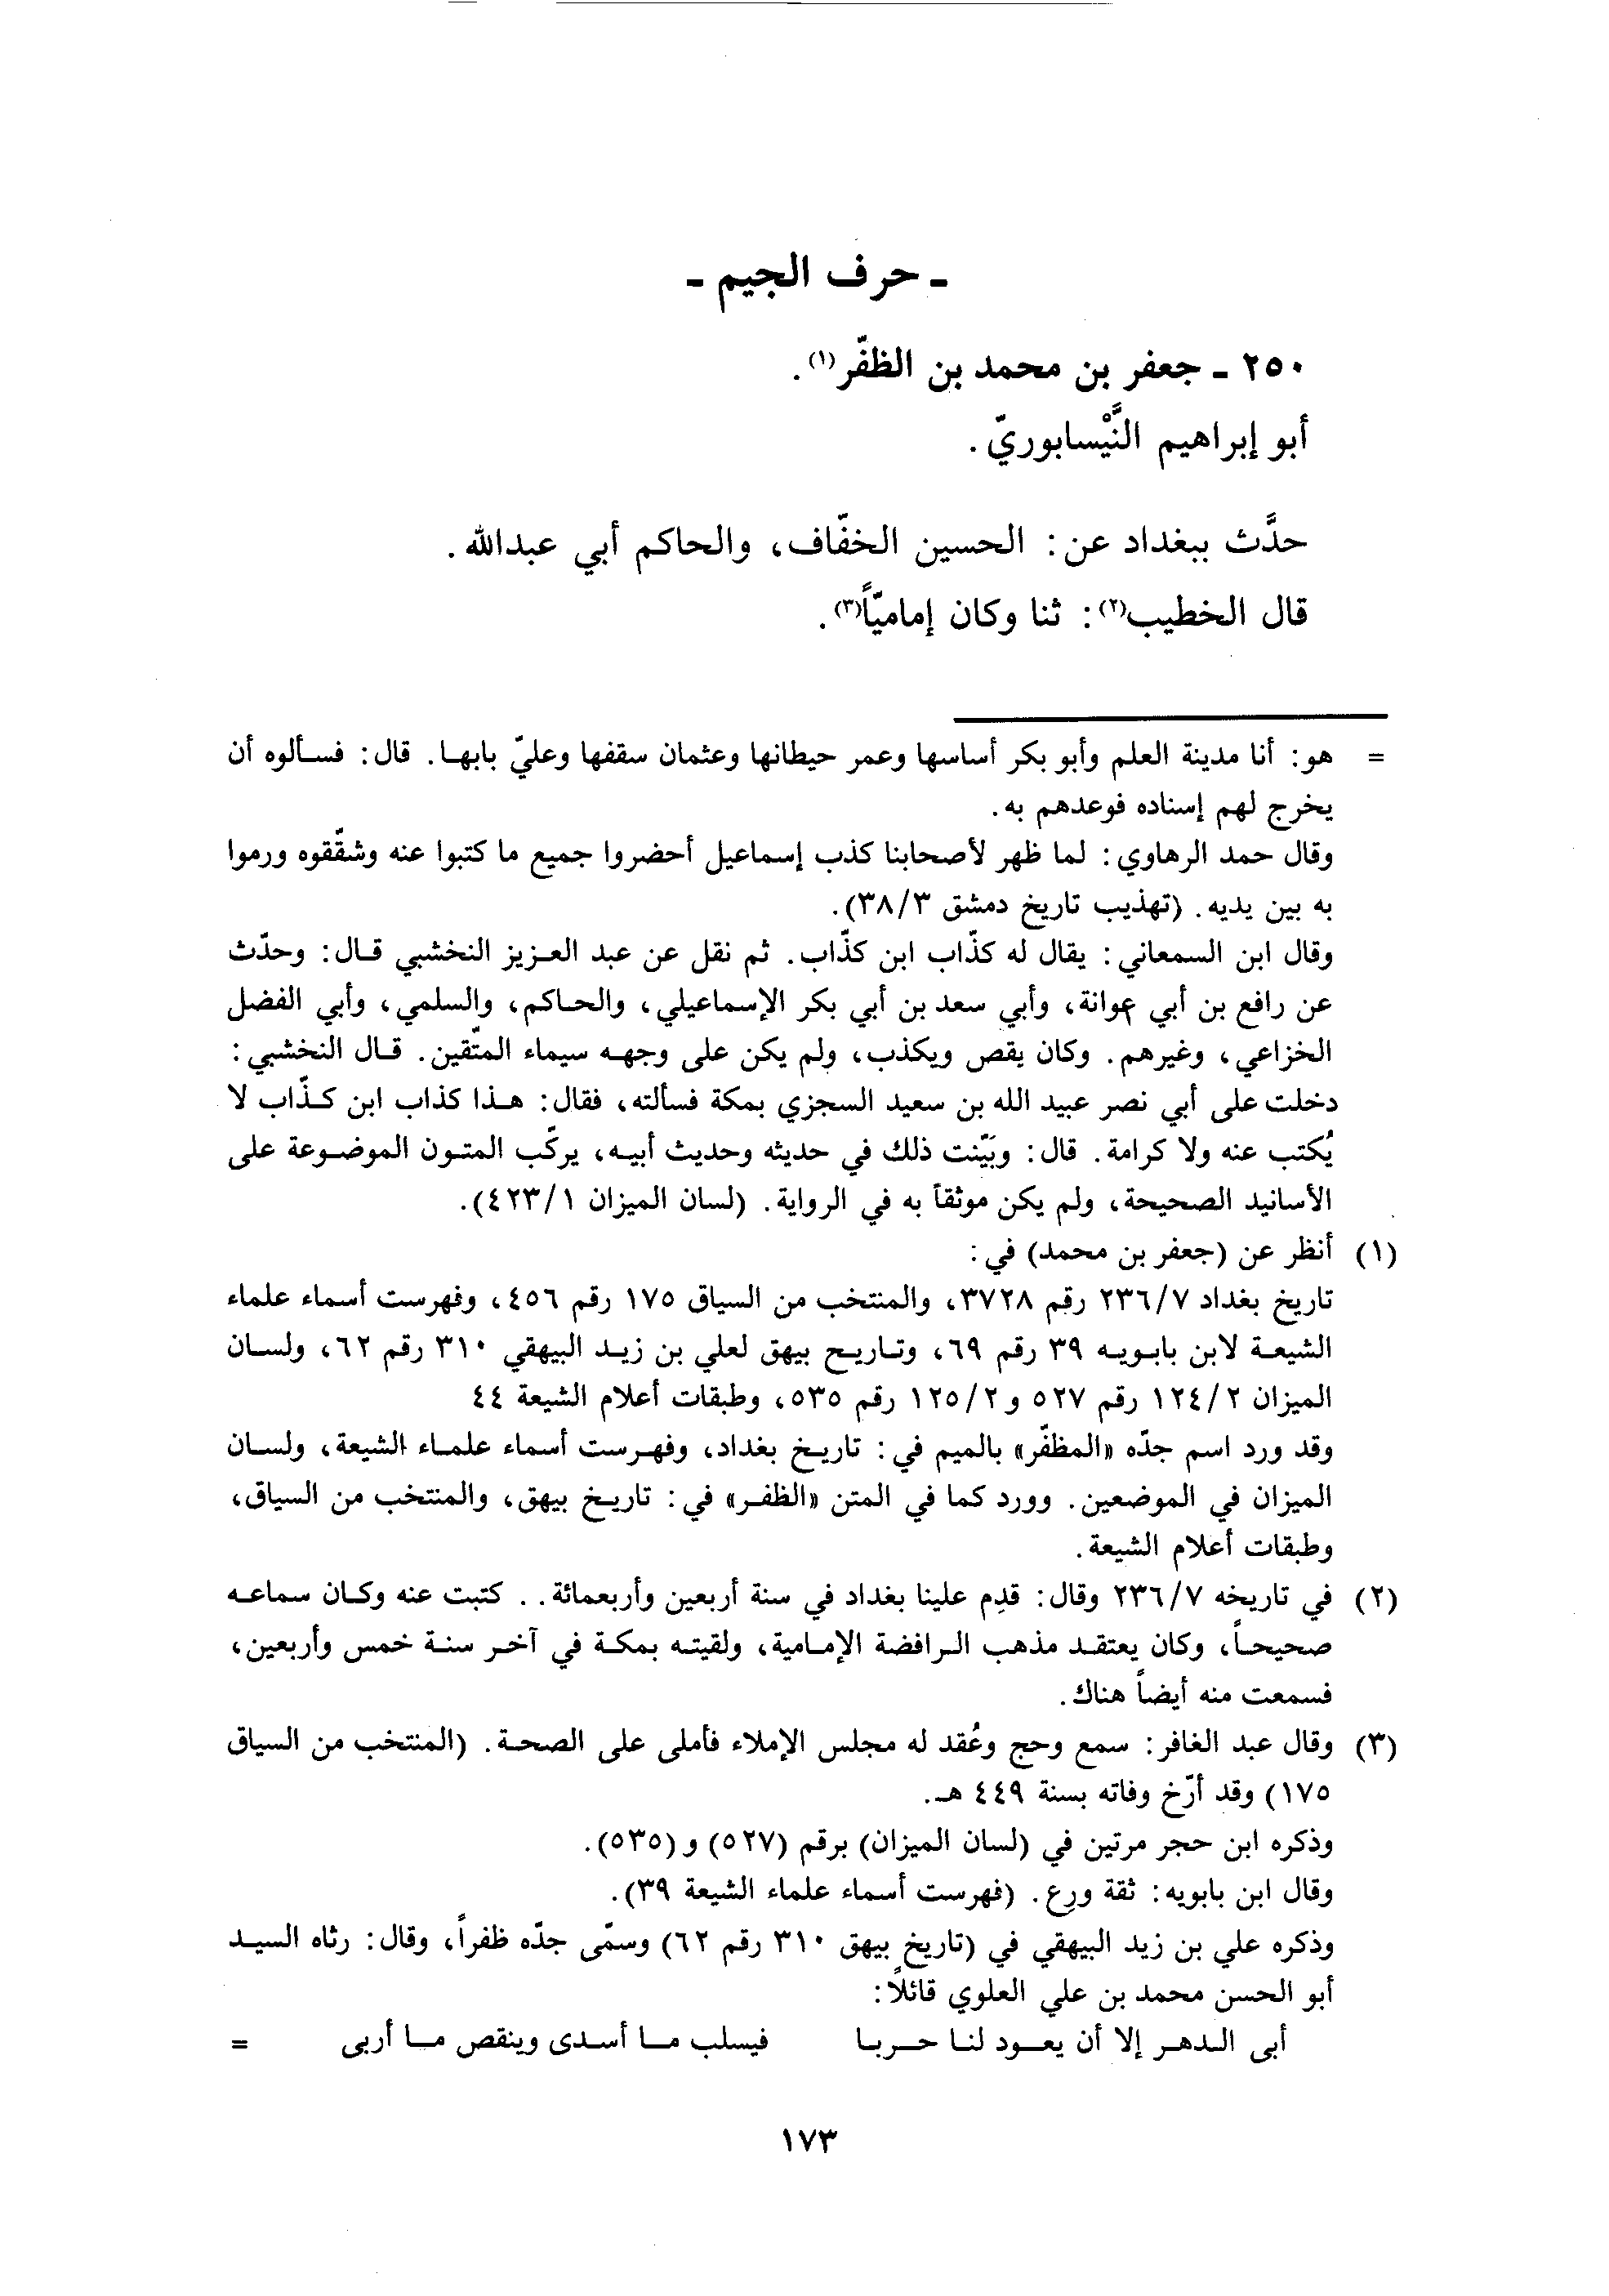 ـ حرف الجيم ـ
٢٥٠ ـ جعفر بن محمد بن الظفّر(١).
أبو إبراهيم النَّيْسابوريّ.
حدَّث ببغداد عن: الحسين الخفّاف، والحاكم أبي عبدالله.
قال الخطيب(٢): ثنا وكان إماميّاً(٣).
= هو: أنا مدينة العلم وأبو بكر أساسها وعمر حيطانها وعثمان سقفها وعليّ بابها. قال: فسألوه أن
يخرج لهم إسناده فوعدهم به.
وقال حمد الرهاوي: لما ظهر لأصحابنا كذب إسماعيل أحضروا جميع ما كتبوا عنه وشقّقوه ورموا
به بين يديه. (تهذيب تاريخ دمشق ٣/٣٨).
وقال ابن السمعاني: يقال له كذّاب ابن كذّاب. ثم نقل عن عبد العزيز النخشبي قال: وحدّث
عن رافع بن أبي عوانة، وأبي سعد بن أبي بكر الإسماعيلي، والحاكم، والسلمي، وأبي الفضل
الخزاعي، وغيرهم. وكان يقص ويكذب، ولم يكن على وجهه سيماء المتّقين. قال النخشبي:
دخلت على أبي نصر عبيد الله بن سعيد السجزي بمكة فسألته، فقال: هذا كذاب ابن كذّاب لا
يُكتب عنه ولا كرامة. قال: وبَيّنت ذلك في حديثه وحديث أبيه، يركّب المتون الموضوعة على
الأسانيد الصحيحة، ولم يكن موثقاً به في الرواية. (لسان الميزان ١/٤٢٣).
(١) أنظر عن (جعفر بن محمد) في:
تاريخ بغداد ٧/٢٣٦ رقم ٣٧٢٨، والمنتخب من السياق ١٧٥ رقم ٤٥٦، وفهرست أسماء علماء
الشيعة لابن بابويه ٣٩ رقم ٦٩، وتاريح بيهق لعلي بن زيد البيهقي ٣١٠ رقم ٦٢، ولسان
الميزان ٢/١٢٤ رقم ٥٢٧ و ٢/١٢٥ رقم ٥٣٥، وطبقات أعلام الشيعة ٤٤
وقد ورد اسم جدّه «المظفّر» بالميم في: تاريخ بغداد، وفهرست أسماء علماء الشيعة، ولسان
الميزان في الموضعين. وورد كما في المتن «الظفر» في: تاريخ بيهق، والمنتخب من السياق،
وطبقات أعلام الشيعة.
(٢) في تاريخه ٧/٢٣٦ وقال: قدِم علينا بغداد في سنة أربعين وأربعمائة.. كتبت عنه وكان سماعه
صحيحاً، وكان يعتقد مذهب الرافضة الإمامية، ولقيته بمكة في آخر سنة خمس وأربعين،
فسمعت منه أيضاً هناك.
(٣) وقال عبد الغافر: سمع وحج وعُقد له مجلس الإملاء فأملى على الصحة. (المنتخب من السياق
١٧٥) وقد أرّخ وفاته بسنة ٤٤٩ هـ.
وذكره ابن حجر مرتين في (لسان الميزان) برقم (٥٢٧) و (٥٣٥).
وقال ابن بابويه: ثقة ورِع. (فهرست أسماء علماء الشيعة ٣٩).
وذكره علي بن زيد البيهقي في (تاريخ بيهق ٣١٠ رقم ٦٢) وسمّى جدّه ظفراً، وقال: رثاه السيد
أبو الحسن محمد بن علي العلوي قائلاً:
أبى الدهر إلا أن يعود لنا حربا فيسلب ما أسدى وينقص ما أربى =
١٧٣